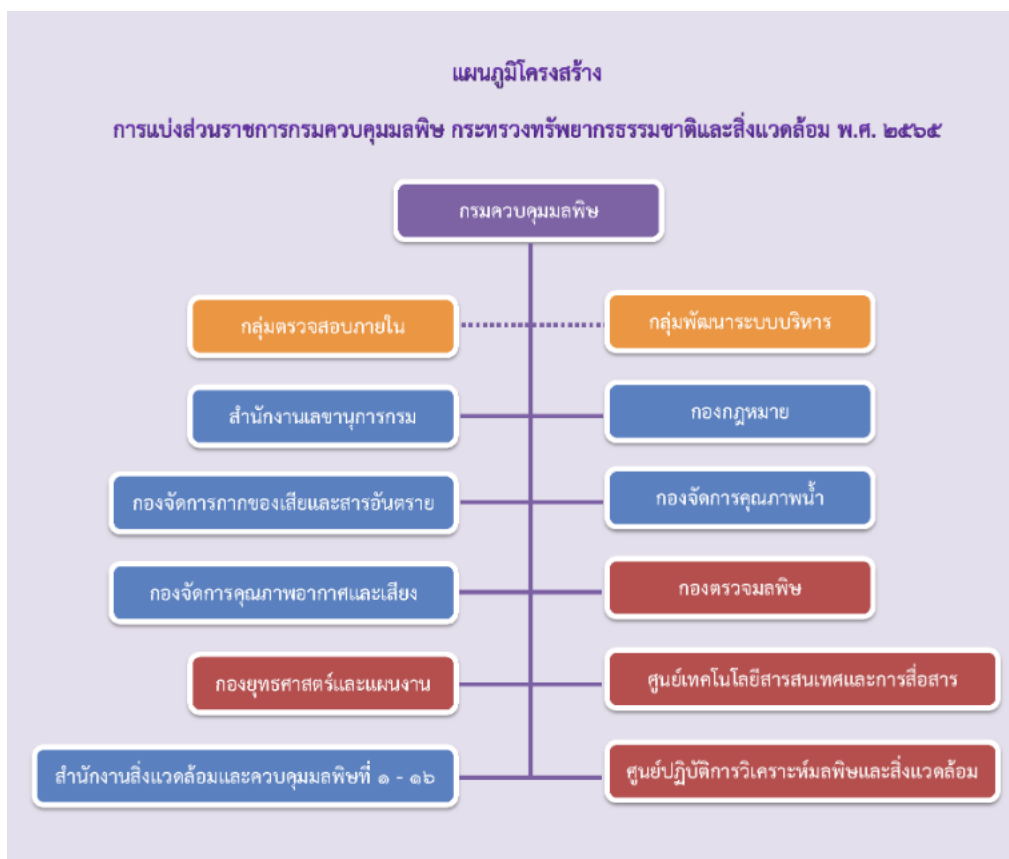 แผนภูมิโครงสร้าง
การแบ่งส่วนราชการกรมควบคุมมลพิษ กระทรวงทรัพยากรธรรมชาติและสิ่งแวดล้อม พ.ศ. ๒๕๖๕
กรมควบคุมมลพิษ
กลุ่มตรวจสอบภายใน
กลุ่มพัฒนาระบบบริหาร
สำนักงานเลขานุการกรม
กองกฎหมาย
กองจัดการกากของเสียและสารอันตราย
กองจัดการคุณภาพน้ำ
กองจัดการคุณภาพอากาศและเสียง
กองตรวจมลพิษ
กองยุทธศาสตร์และแผนงาน
ศูนย์เทคโนโลยีสารสนเทศและการสื่อสาร
สำนักงานสิ่งแวดล้อมและควบคุมมลพิษที่ ๑ - ๑๖
ศูนย์ปฏิบัติการวิเคราะห์มลพิษและสิ่งแวดล้อม